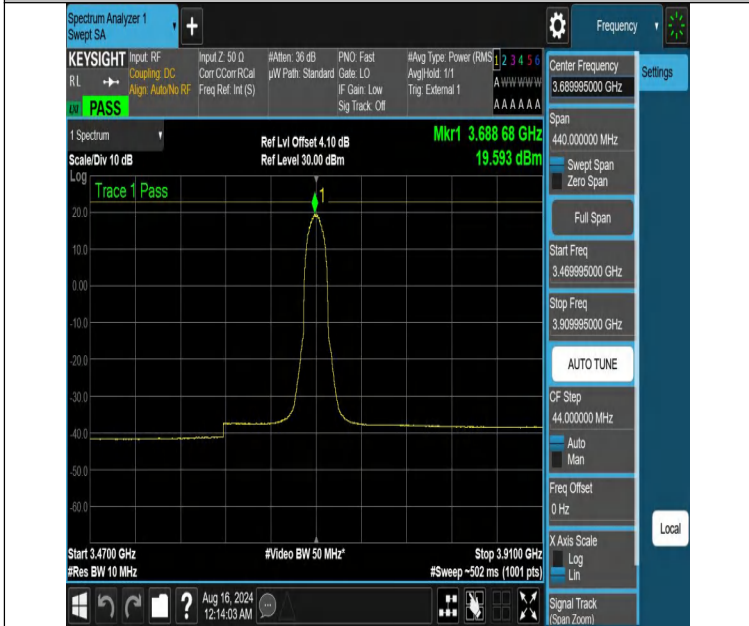 Spectrum Analyzer 1
Swept SA
+
Frequency
KEYSIGHT
RL
PASS
Input: RF
Coupling: DC
Align: Auto/No RF
Input Z: 50 Ω
Corr CCorr RCal
Freq Ref: Int (S)
#Atten: 36 dB
µW Path: Standard
PNO: Fast
Gate: LO
IF Gain: Low
Sig Track: Off
#Avg Type: Power (RMS
Avg|Hold: 1/1
Trig: External 1
1 2 3 4 5 6
A W W W W W
A A A A A A
1 Spectrum
Scale/Div 10 dB
Ref Lvl Offset 4.10 dB
Ref Level 30.00 dBm
Mkr1 3.688 68 GHz
19.593 dBm
Log
Trace 1 Pass
1
20.0
10.0
0.00
-10.0
-20.0
-30.0
-40.0
-50.0
-60.0
Start 3.4700 GHz
#Res BW 10 MHz
#Video BW 50 MHz*
Stop 3.9100 GHz
#Sweep ~502 ms (1001 pts)
Center Frequency
3.689995000 GHz
Span
440.000000 MHz
Swept Span
Zero Span
Full Span
Start Freq
3.469995000 GHz
Stop Freq
3.909995000 GHz
AUTO TUNE
CF Step
44.000000 MHz
Auto
Man
Freq Offset
0 Hz
X Axis Scale
Log
Lin
Signal Track
(Span Zoom)
Settings
Local
?
Aug 16, 2024
12:14:03 AM